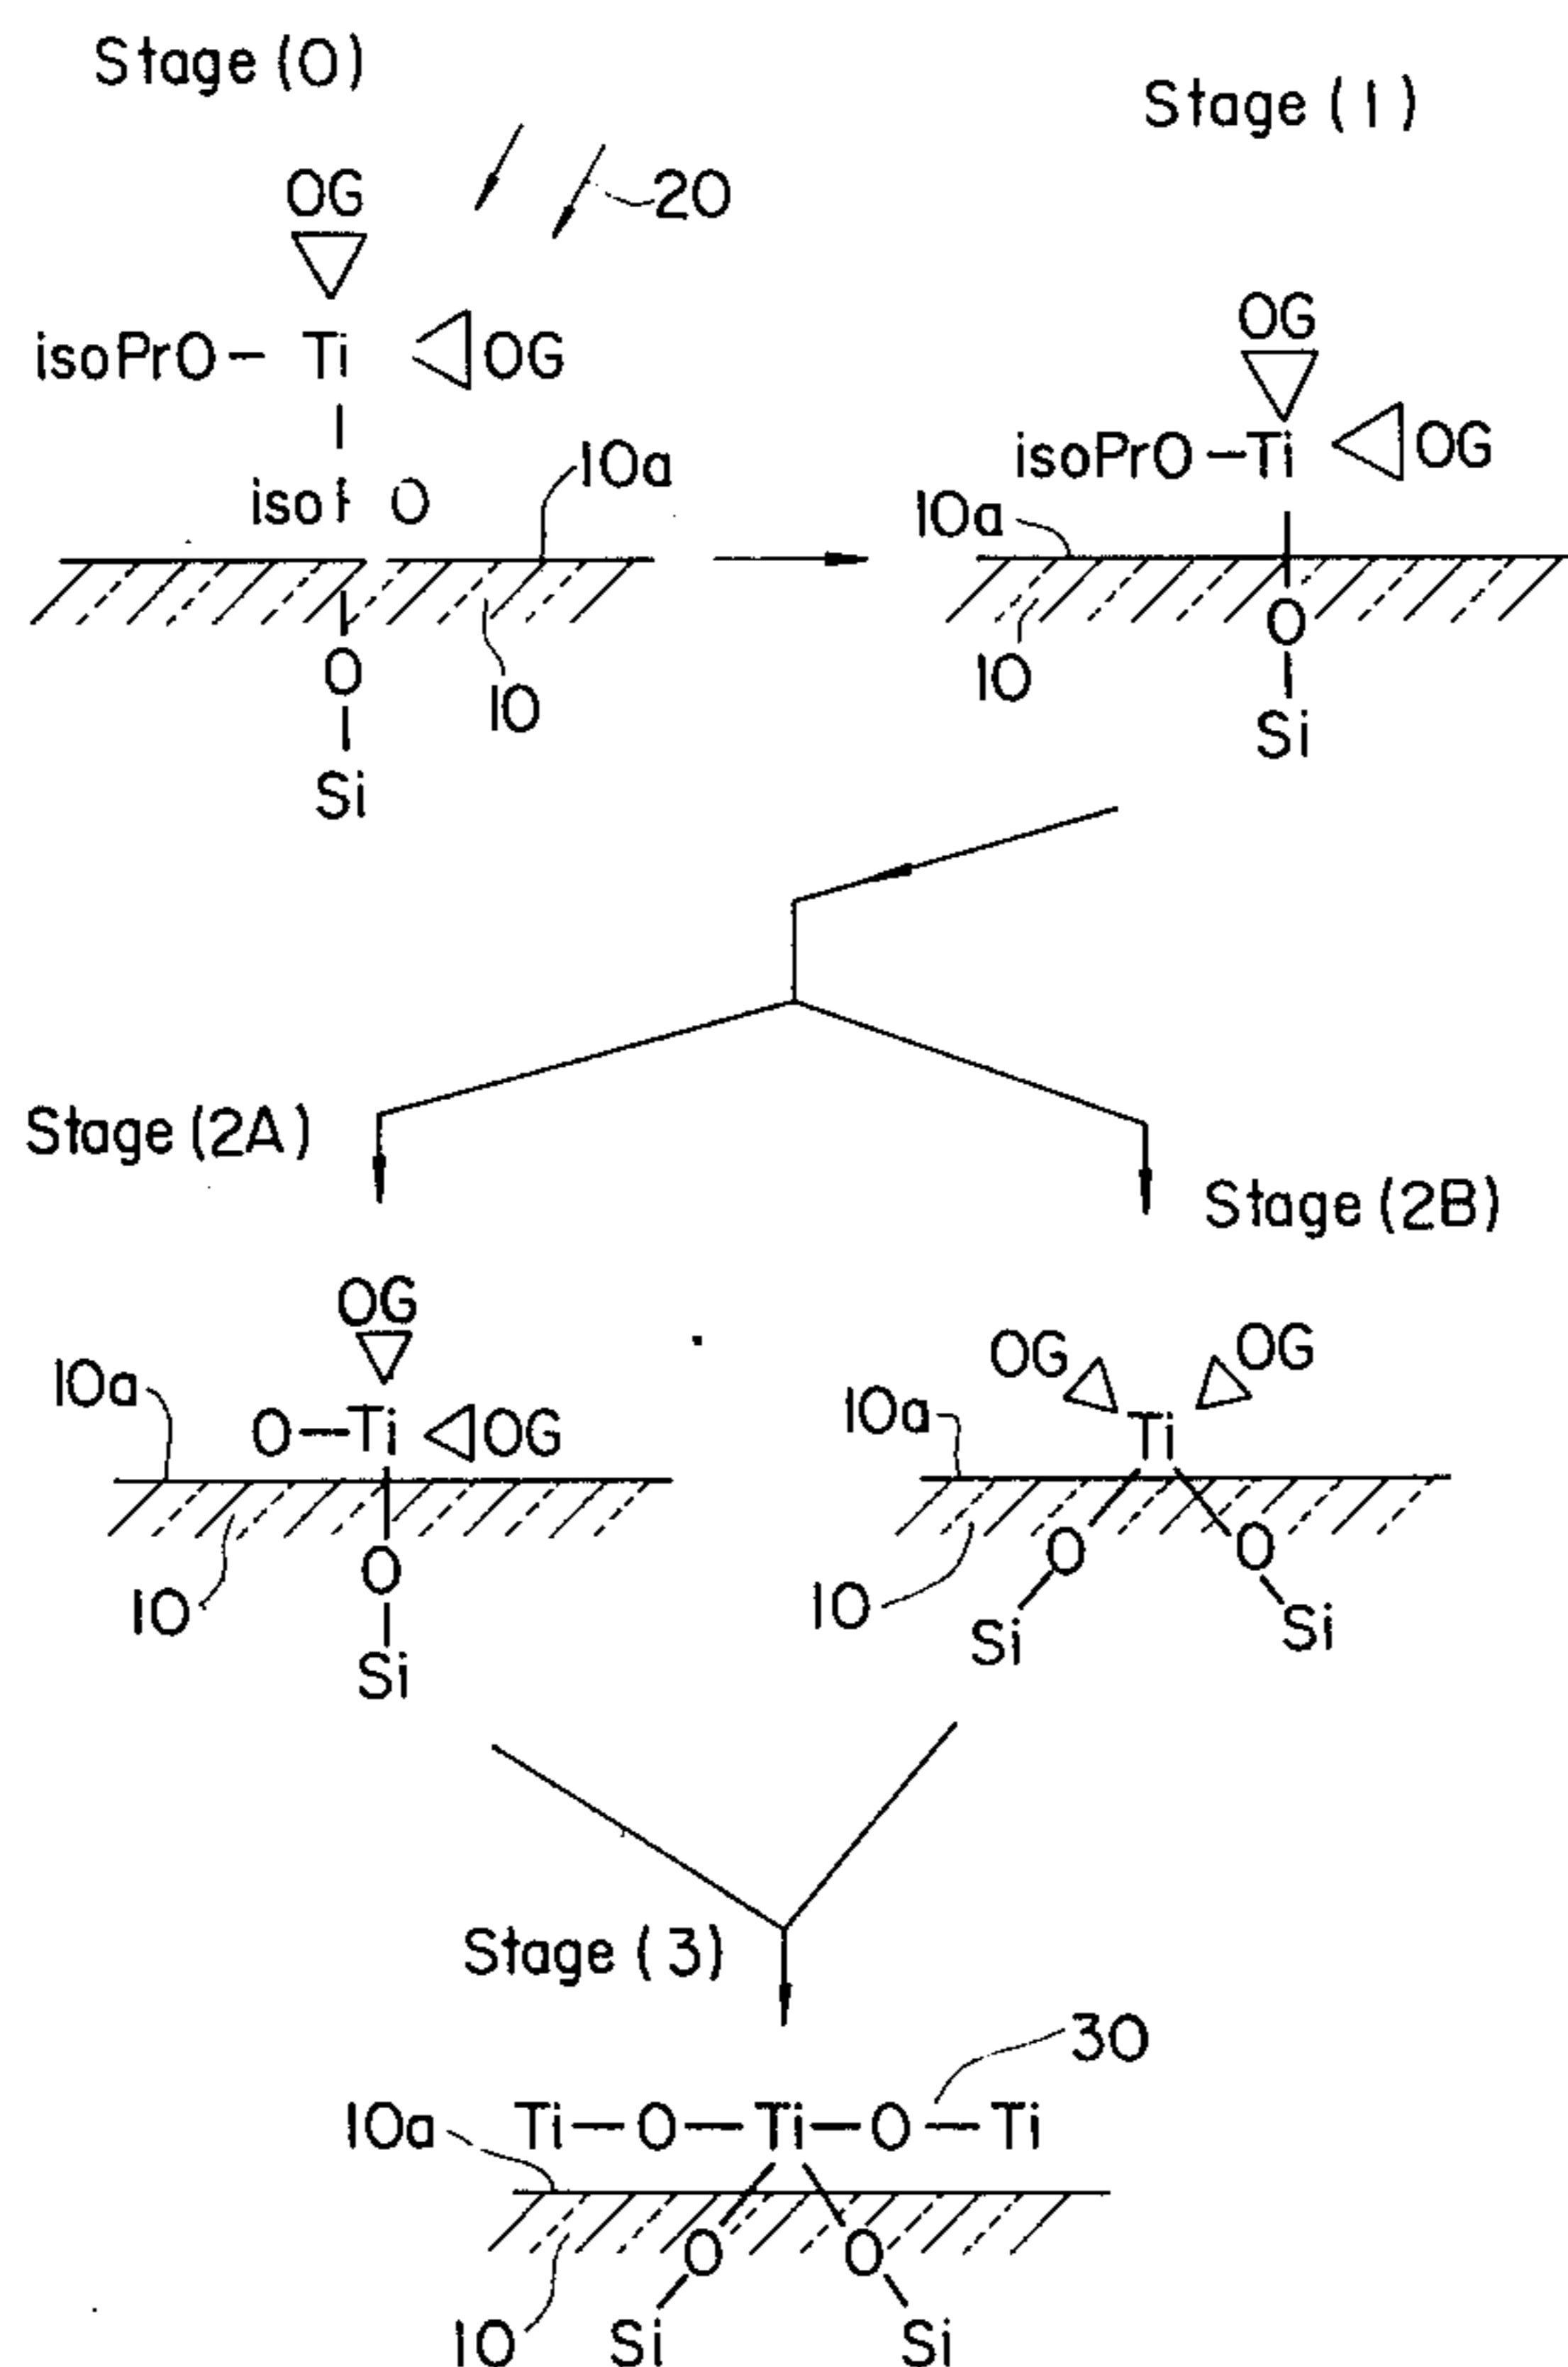 Stage (0)
Stage (1)
OG
20
isoPrO – Ti OG
10a
O
10
O
Si
OG
isoPrO – Ti OG
10a
10
O
Si
Stage (2A)
Stage (2B)
OG
10a
O – Ti OG
10
O
Si
OG OG
10a
Ti
10
O O
Si Si
Stage (3)
30
10a
Ti – O – Ti – O – Ti
O O
10
Si Si